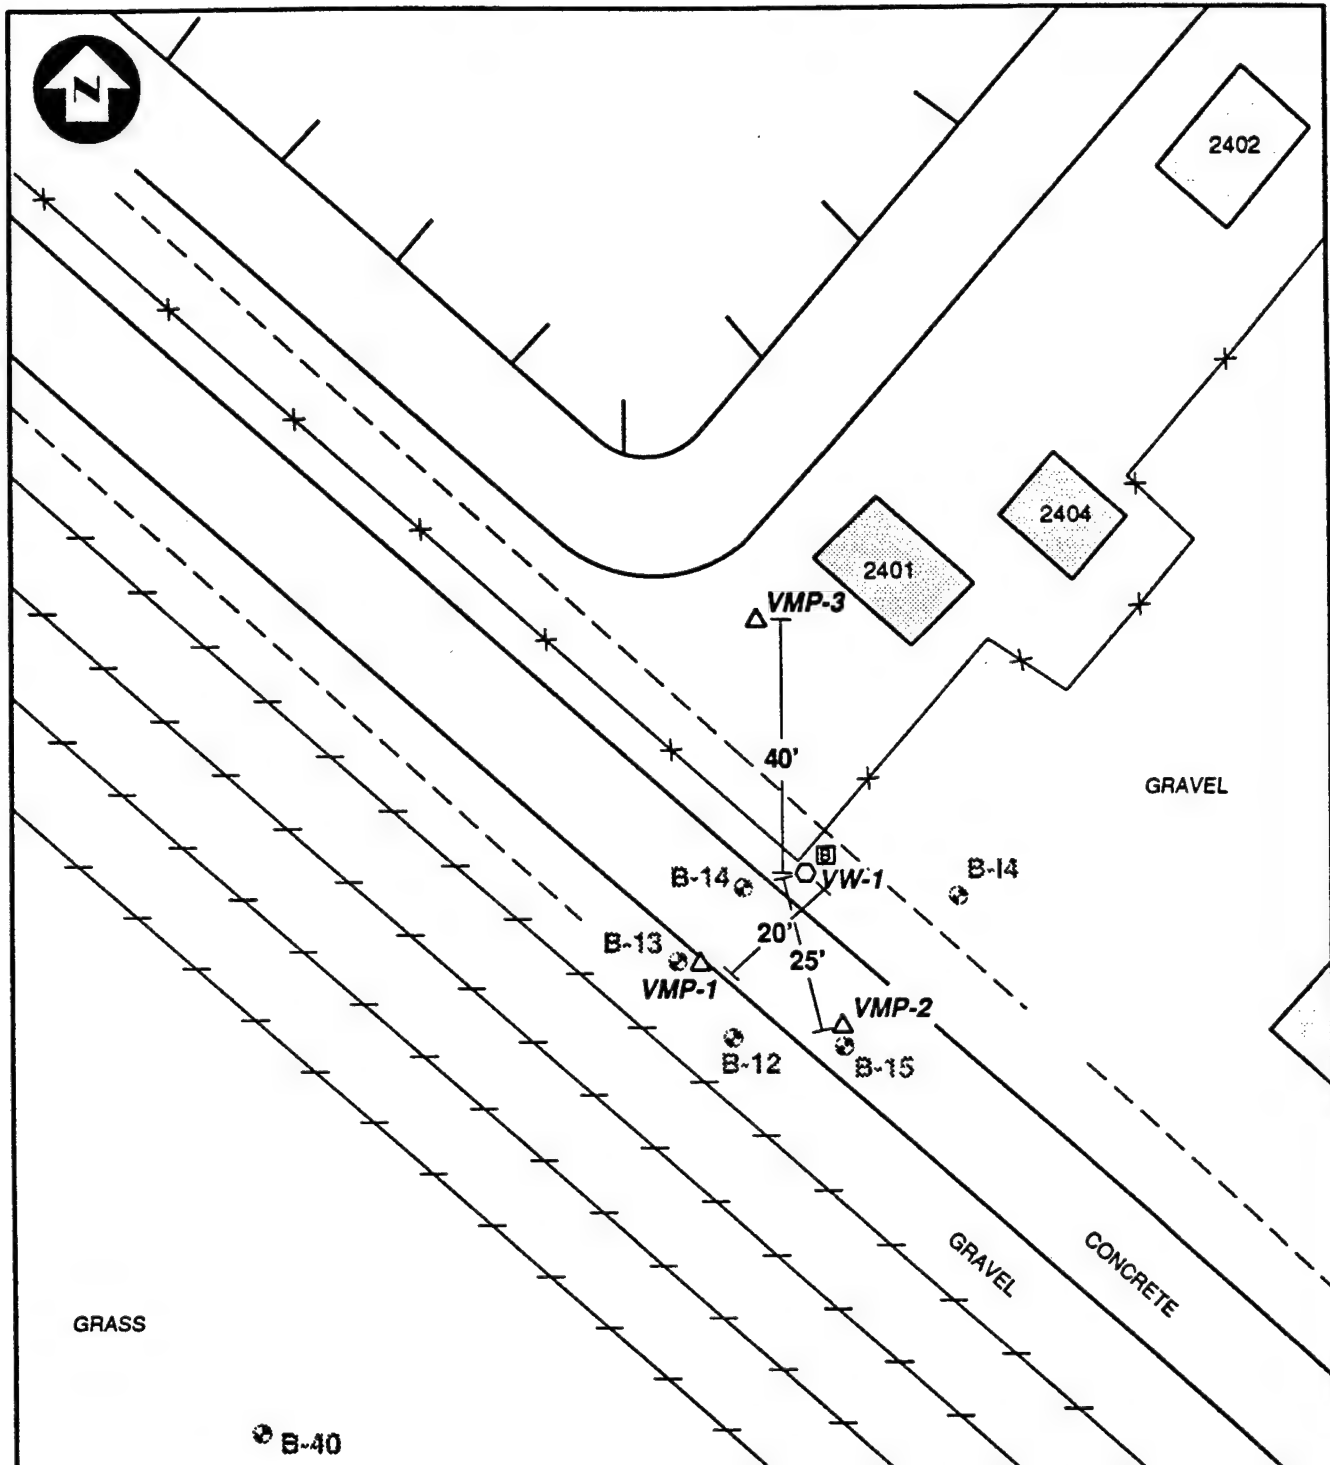 N
2402
2404
2401
VMP-3
40'
GRAVEL
B
B-14
VW-1
B-14
20'
B-13
25'
VMP-1
VMP-2
B-12
B-15
GRAVEL
CONCRETE
GRASS
B-40